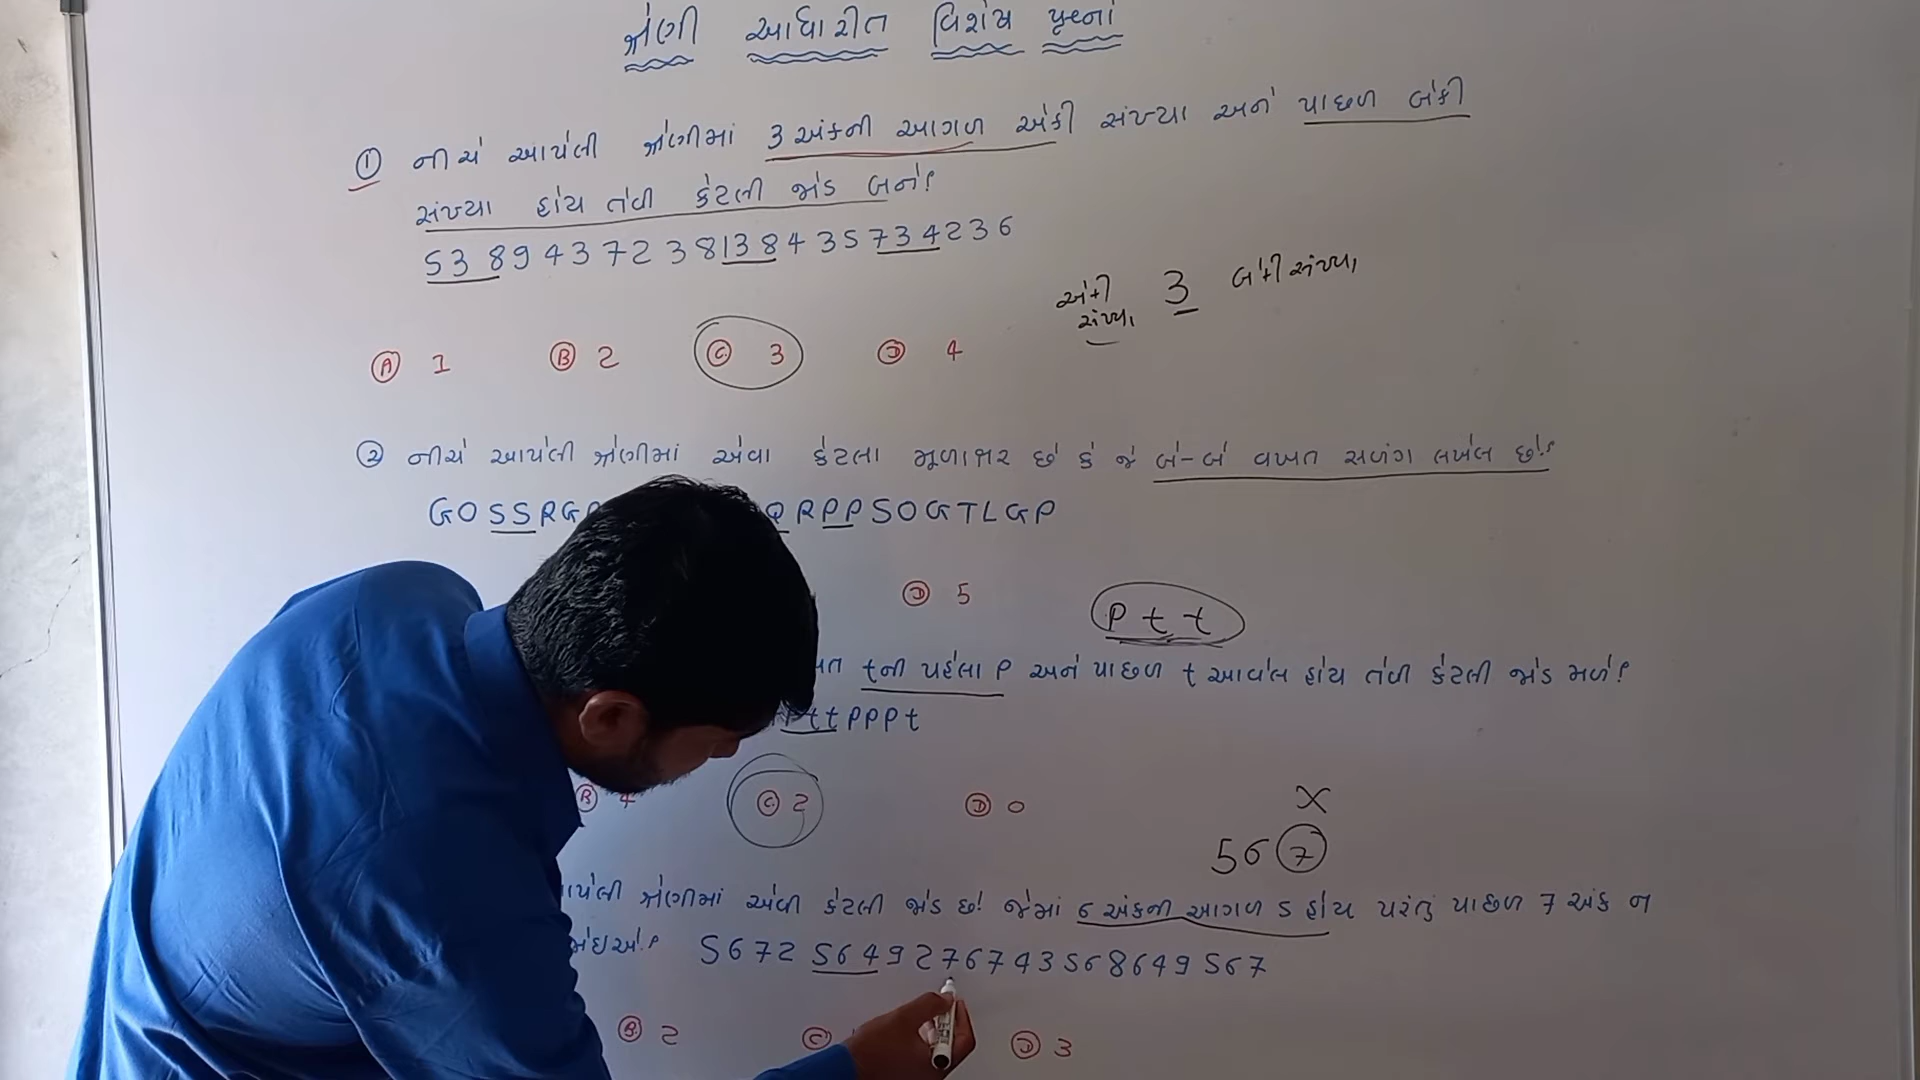 શ્રેણી આધારીત વિશેષ પ્રશ્નો
① નીચે આપેલી શ્રેણીમાં 3 અંકની આગળ એકી સંખ્યા અને પાછળ બેકી
સંખ્યા હોય તેવી કેટલી જોડ બને?
5 3 8 9 4 3 7 2 3 8 1 3 8 4 3 5 7 3 4 2 3 6
એકી 3 બેકી સંખ્યા
સંખ્યા
Ⓐ 1 Ⓑ 2 Ⓒ 3 Ⓓ 4
② નીચે આપેલી શ્રેણીમાં એવા કેટલા મૂળાક્ષર છે કે જે બે-બે વખત સળંગ લખેલ છે?
G O S S R G Q R P P S O G T L G P
Ⓓ 5
P t t
t ની પહેલા P અને પાછળ t આવેલ હોય તેવી કેટલી જોડ મળે?
P t t P P P t
Ⓑ 4 Ⓒ 2 Ⓓ 0
X
5 6 7
આપેલી શ્રેણીમાં એવી કેટલી જોડ છે? જેમાં 6 અંકની આગળ 5 હોય પરંતુ પાછળ 7 અંક ન
જોઈએ? 5 6 7 2 5 6 4 9 2 7 6 7 4 3 5 6 8 6 4 9 5 6 7
Ⓑ 2 Ⓒ Ⓓ 3